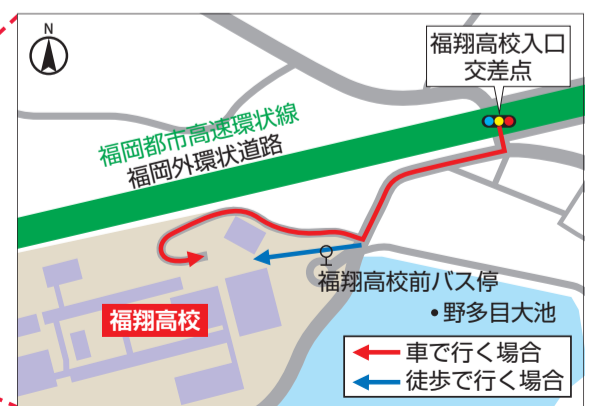 N
福翔高校入口
交差点
福岡都市高速環状線
福岡外環状道路
福翔高校前バス停
・野多目大池
福翔高校
車で行く場合
徒歩で行く場合